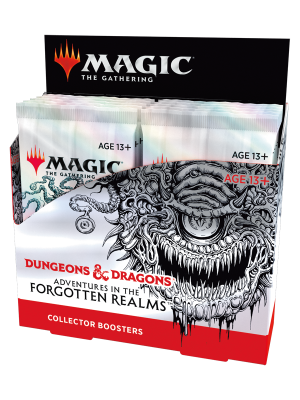 MAGIC
THE GATHERING
AGE 13+
AGE 13+
MAGIC
THE GATHERING
AGE 13+
DUNGEONS & DRAGONS
ADVENTURES IN THE
FORGOTTEN REALMS
COLLECTOR BOOSTERS